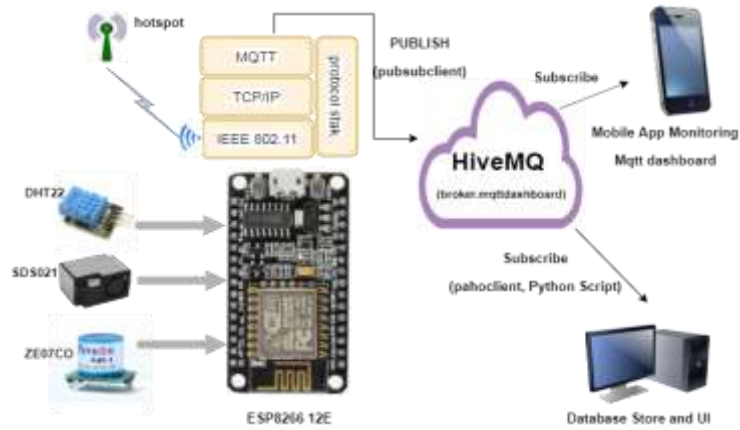 hotspot
MQTT
TCP/IP
IEEE 802.11
protocol stak
PUBLISH
(pubsubclient)
Subscribe
HiveMQ
(broker.mqttdashboard)
Mobile App Monitoring
Mqtt dashboard
DHT22
SDS021
ZE07CO
Subscribe
(pahoclient, Python Script)
ESP8266 12E
Database Store and UI